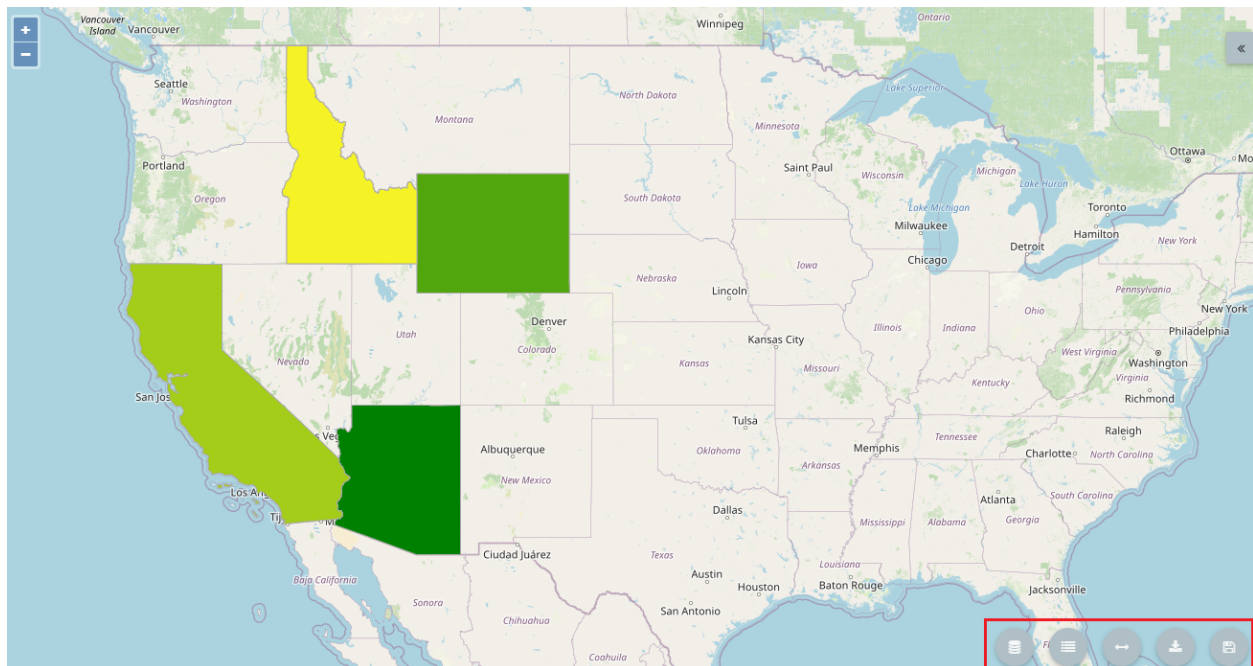 Vancouver
Island
Vancouver
Winnipeg
Ontario
+
−
«
Seattle
Washington
Montana
North Dakota
Minnesota
Lake Superior
Ottawa
Portland
Oregon
Saint Paul
Wisconsin
Michigan
Lake Huron
South Dakota
Lake Michigan
Toronto
Milwaukee
Hamilton
New York
Detroit
Chicago
Iowa
Nebraska
Lincoln
Pennsylvania
New York
Denver
Utah
Colorado
Nevada
Illinois
Indiana
Ohio
Philadelphia
Kansas City
Kansas
Missouri
West Virginia
Washington
Kentucky
Virginia
Richmond
San Jos
Tulsa
Raleigh
Albuquerque
Oklahoma
Memphis
Tennessee
Charlotte
North Carolina
Arkansas
New Mexico
Los Ang
Atlanta
South Carolina
Dallas
Mississippi
Alabama
Georgia
Ciudad Juárez
Texas
Louisiana
Baja California
Austin
Houston
Baton Rouge
Jacksonville
Sonora
San Antonio
Chihuahua
Coahuila